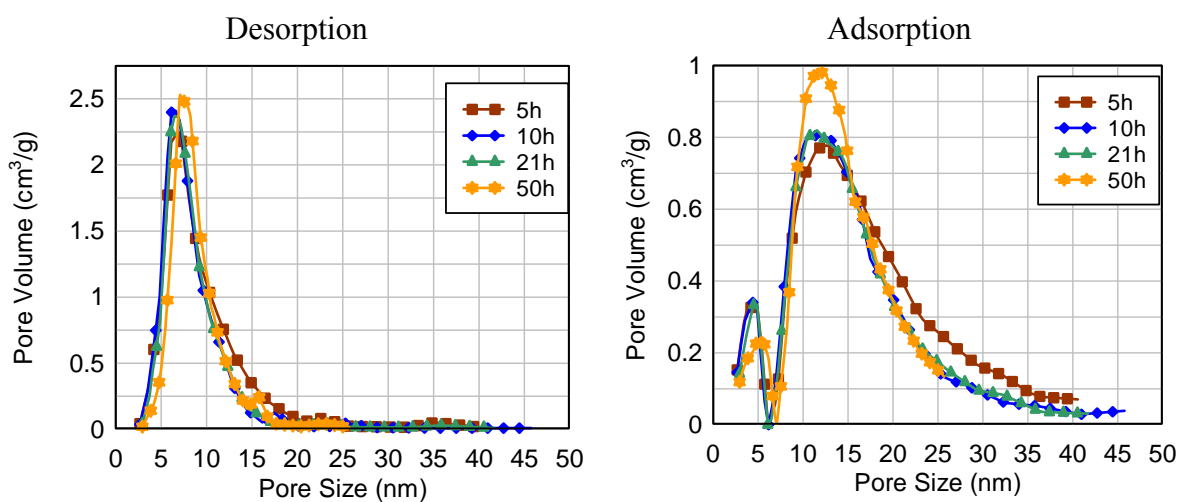 Desorption
2.5
2
1.5
1
0.5
0
0 5 10 15 20 25 30 35 40 45 50
Pore Volume (cm³/g)
Pore Size (nm)
5h
10h
21h
50h
Adsorption
1
0.8
0.6
0.4
0.2
0
0 5 10 15 20 25 30 35 40 45 50
Pore Volume (cm³/g)
Pore Size (nm)
5h
10h
21h
50h